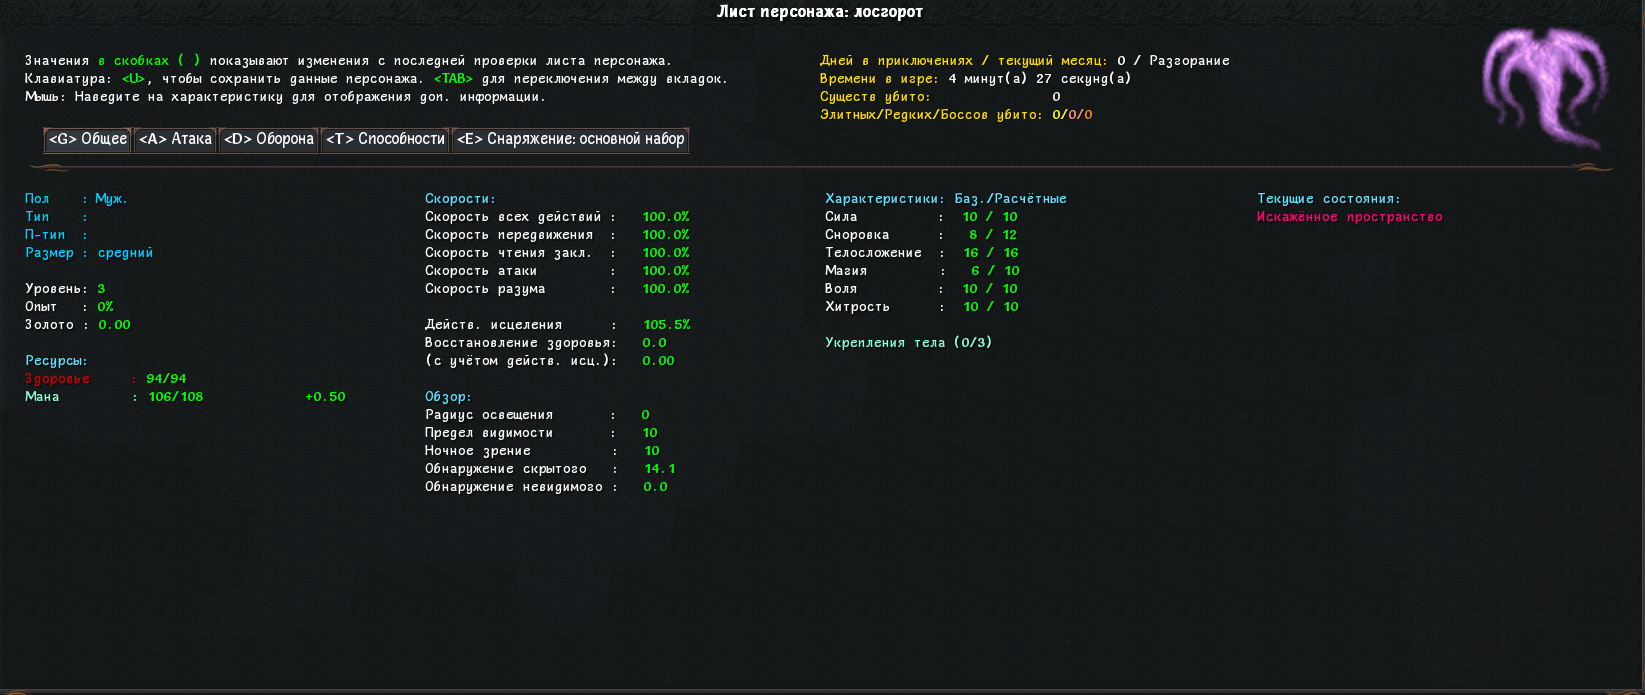 Лист персонажа: лосгорот
Значения в скобках ( ) показывают изменения с последней проверки листа персонажа.
Клавиатура: <U>, чтобы сохранить данные персонажа. <TAB> для переключения между вкладок.
Мышь: Наведите на характеристику для отображения доп. информации.
Дней в приключениях / текущий месяц: 0 / Разгорание
Времени в игре: 4 минут(а) 27 секунд(а)
Существ убито: 0
Элитных/Редких/Боссов убито: 0/0/0
<G> Общее <A> Атака <D> Оборона <T> Способности <E> Снаряжение: основной набор
Пол : Муж.
Тип :
П-тип :
Размер : средний
Уровень: 3
Опыт : 0%
Золото : 0.00
Ресурсы:
Здоровье : 94/94
Мана : 106/108 +0.50
Скорости:
Скорость всех действий : 100.0%
Скорость передвижения : 100.0%
Скорость чтения закл. : 100.0%
Скорость атаки : 100.0%
Скорость разума : 100.0%
Действ. исцеления : 105.5%
Восстановление здоровья: 0.0
(с учётом действ. исц.): 0.00
Обзор:
Радиус освещения : 0
Предел видимости : 10
Ночное зрение : 10
Обнаружение скрытого : 14.1
Обнаружение невидимого : 0.0
Характеристики: Баз./Расчётные
Сила : 10 / 10
Сноровка : 8 / 12
Телосложение : 16 / 16
Магия : 6 / 10
Воля : 10 / 10
Хитрость : 10 / 10
Укрепления тела (0/3)
Текущие состояния:
Искажённое пространство